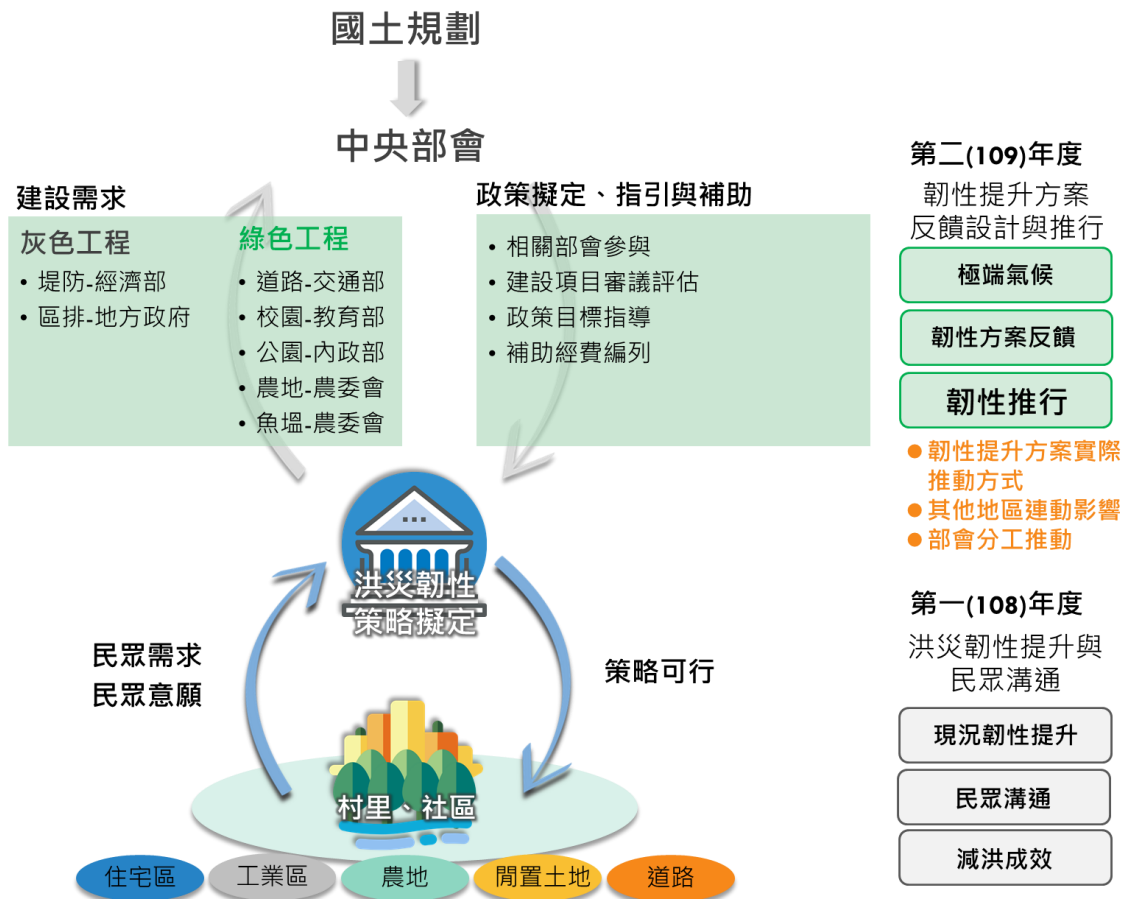 國土規劃
中央部會
建設需求
灰色工程
• 堤防-經濟部
• 區排-地方政府
綠色工程
• 道路-交通部
• 校園-教育部
• 公園-內政部
• 農地-農委會
• 魚塭-農委會
政策擬定、指引與補助
• 相關部會參與
• 建設項目審議評估
• 政策目標指導
• 補助經費編列
洪災韌性
策略擬定
民眾需求
民眾意願
策略可行
村里、社區
住宅區
工業區
農地
閒置土地
道路
第二(109)年度
韌性提升方案
反饋設計與推行
極端氣候
韌性方案反饋
韌性推行
● 韌性提升方案實際
推動方式
● 其他地區連動影響
● 部會分工推動
第一(108)年度
洪災韌性提升與
民眾溝通
現況韌性提升
民眾溝通
減洪成效